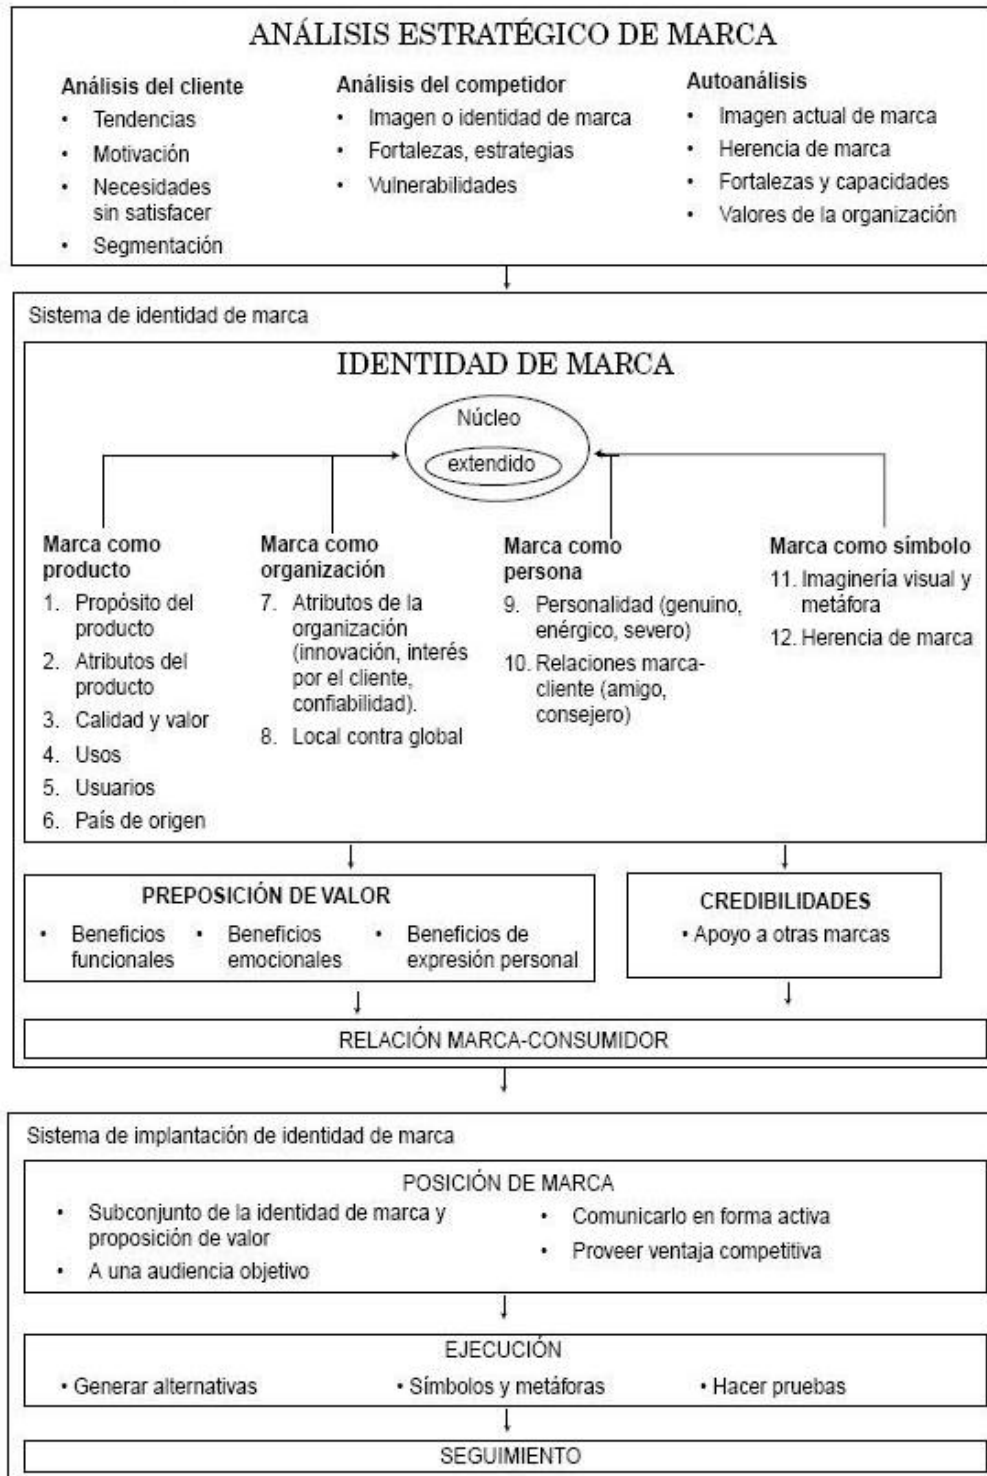 ANÁLISIS ESTRATÉGICO DE MARCA
Análisis del cliente
• Tendencias
• Motivación
• Necesidades
sin satisfacer
• Segmentación
Análisis del competidor
• Imagen o identidad de marca
• Fortalezas, estrategias
• Vulnerabilidades
Autoanálisis
• Imagen actual de marca
• Herencia de marca
• Fortalezas y capacidades
• Valores de la organización
Sistema de identidad de marca
IDENTIDAD DE MARCA
Núcleo
extendido
Marca como
producto
1. Propósito del
producto
2. Atributos del
producto
3. Calidad y valor
4. Usos
5. Usuarios
6. País de origen
Marca como
organización
7. Atributos de la
organización
(innovación, interés
por el cliente,
confiabilidad).
8. Local contra global
Marca como
persona
9. Personalidad (genuino,
enérgico, severo)
10. Relaciones marca-
cliente (amigo,
consejero)
Marca como símbolo
11. Imaginería visual y
metáfora
12. Herencia de marca
PREPOSICIÓN DE VALOR
• Beneficios
funcionales
• Beneficios
emocionales
• Beneficios de
expresión personal
CREDIBILIDADES
• Apoyo a otras marcas
RELACIÓN MARCA-CONSUMIDOR
Sistema de implantación de identidad de marca
POSICIÓN DE MARCA
• Subconjunto de la identidad de marca y
proposición de valor
• A una audiencia objetivo
• Comunicarlo en forma activa
• Proveer ventaja competitiva
EJECUCIÓN
• Generar alternativas
• Símbolos y metáforas
• Hacer pruebas
SEGUIMIENTO